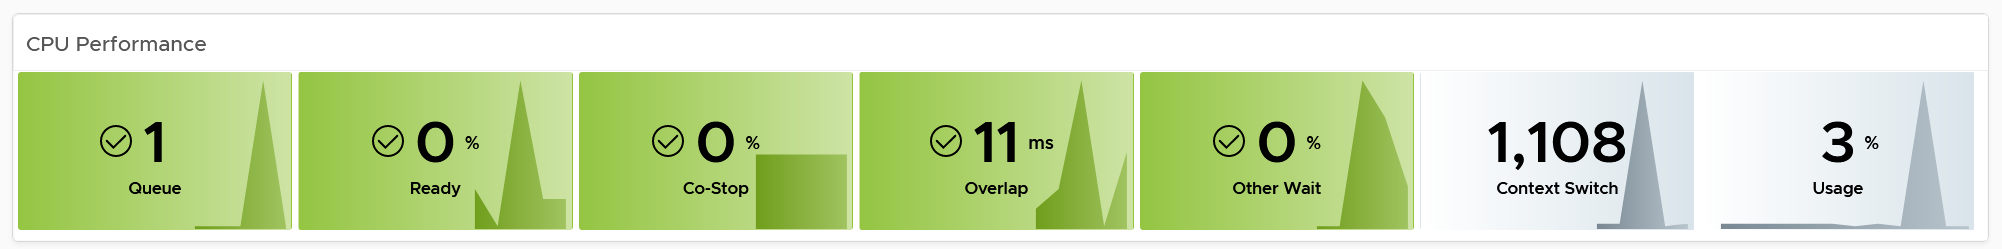 CPU Performance
1
Queue
0 %
Ready
0 %
Co-Stop
11 ms
Overlap
0 %
Other Wait
1,108
Context Switch
3 %
Usage